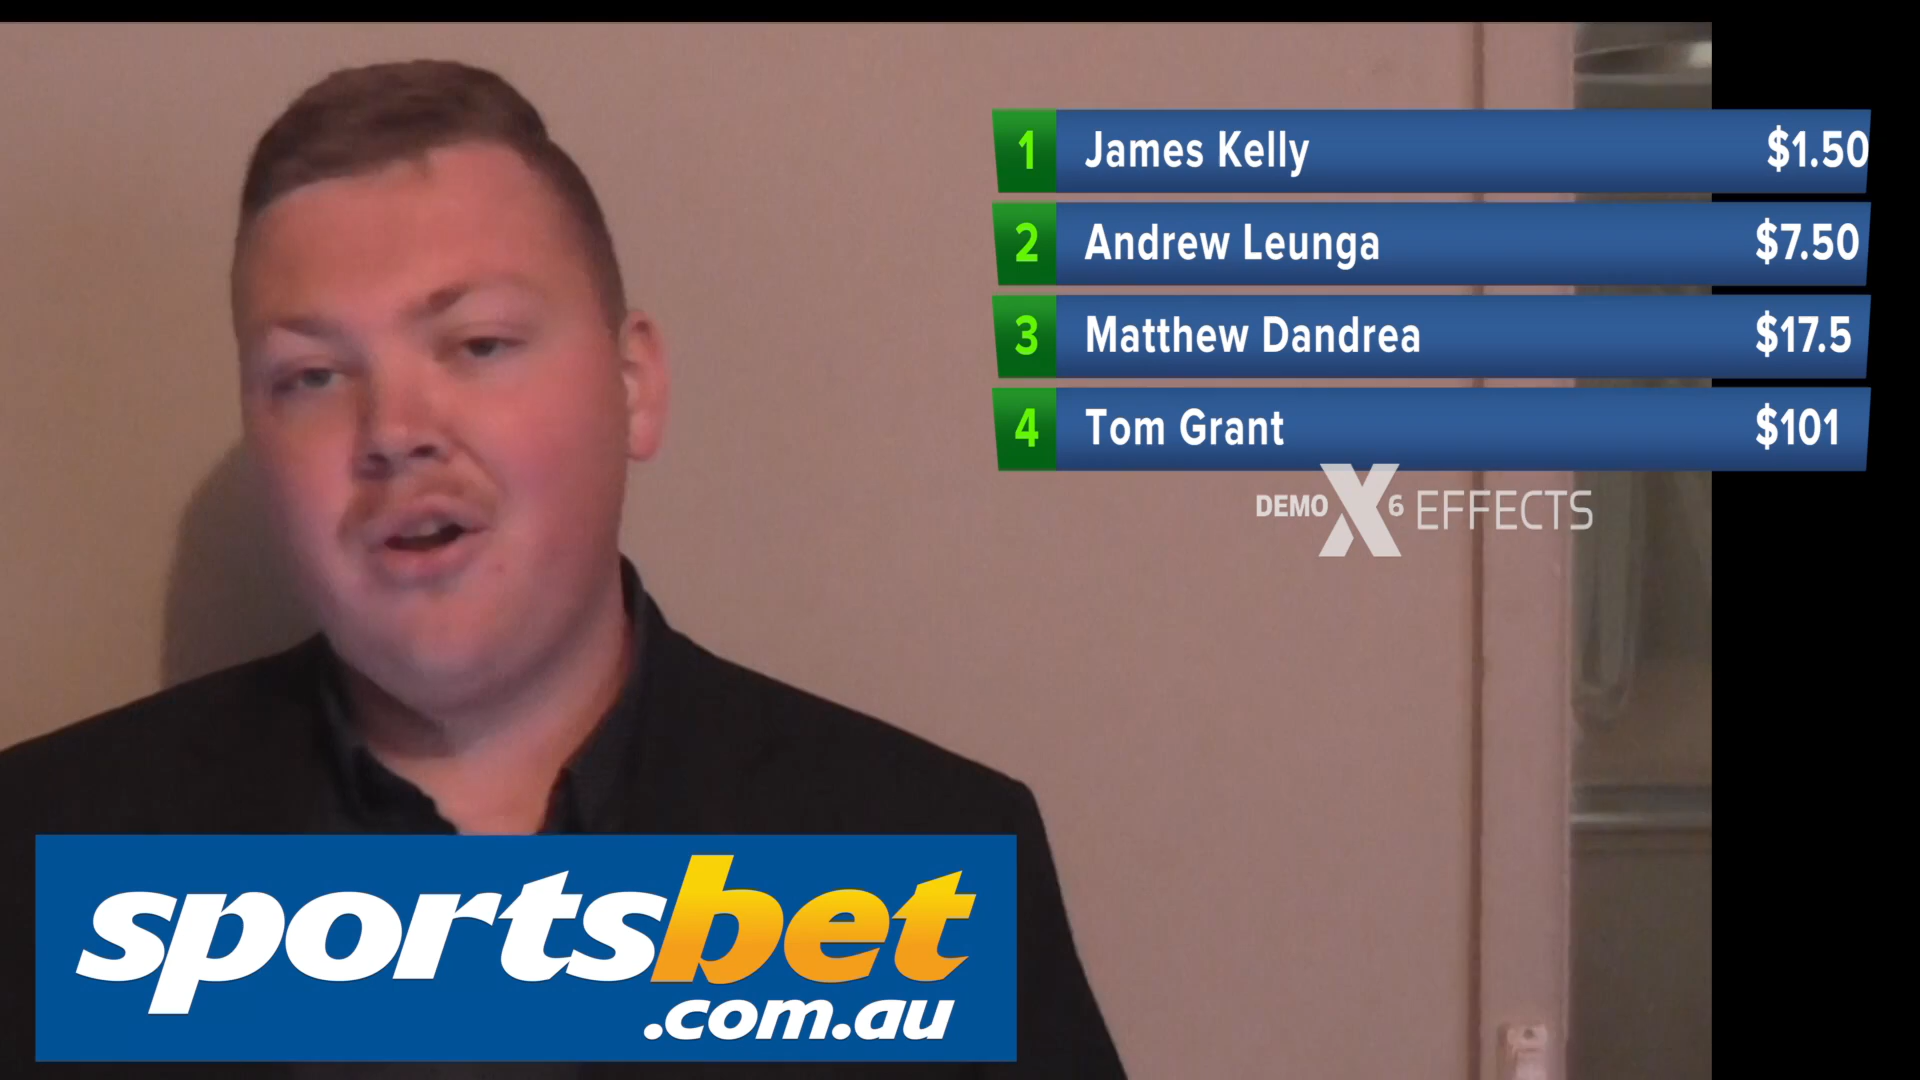 1 James Kelly $1.50
2 Andrew Leunga $7.50
3 Matthew Dandrea $17.5
4 Tom Grant $101
DEMO X 6 EFFECTS
sportsbet
.com.au